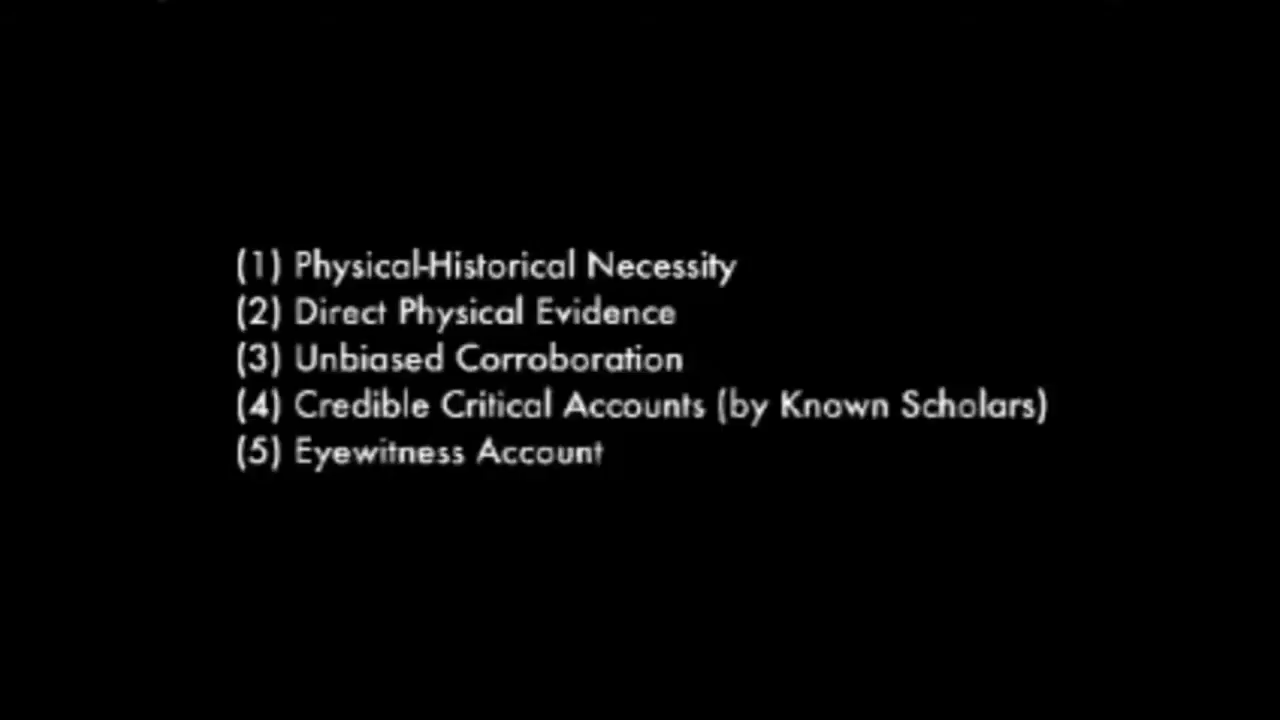 (1) Physical-Historical Necessity
(2) Direct Physical Evidence
(3) Unbiased Corroboration
(4) Credible Critical Accounts (by Known Scholars)
(5) Eyewitness Account